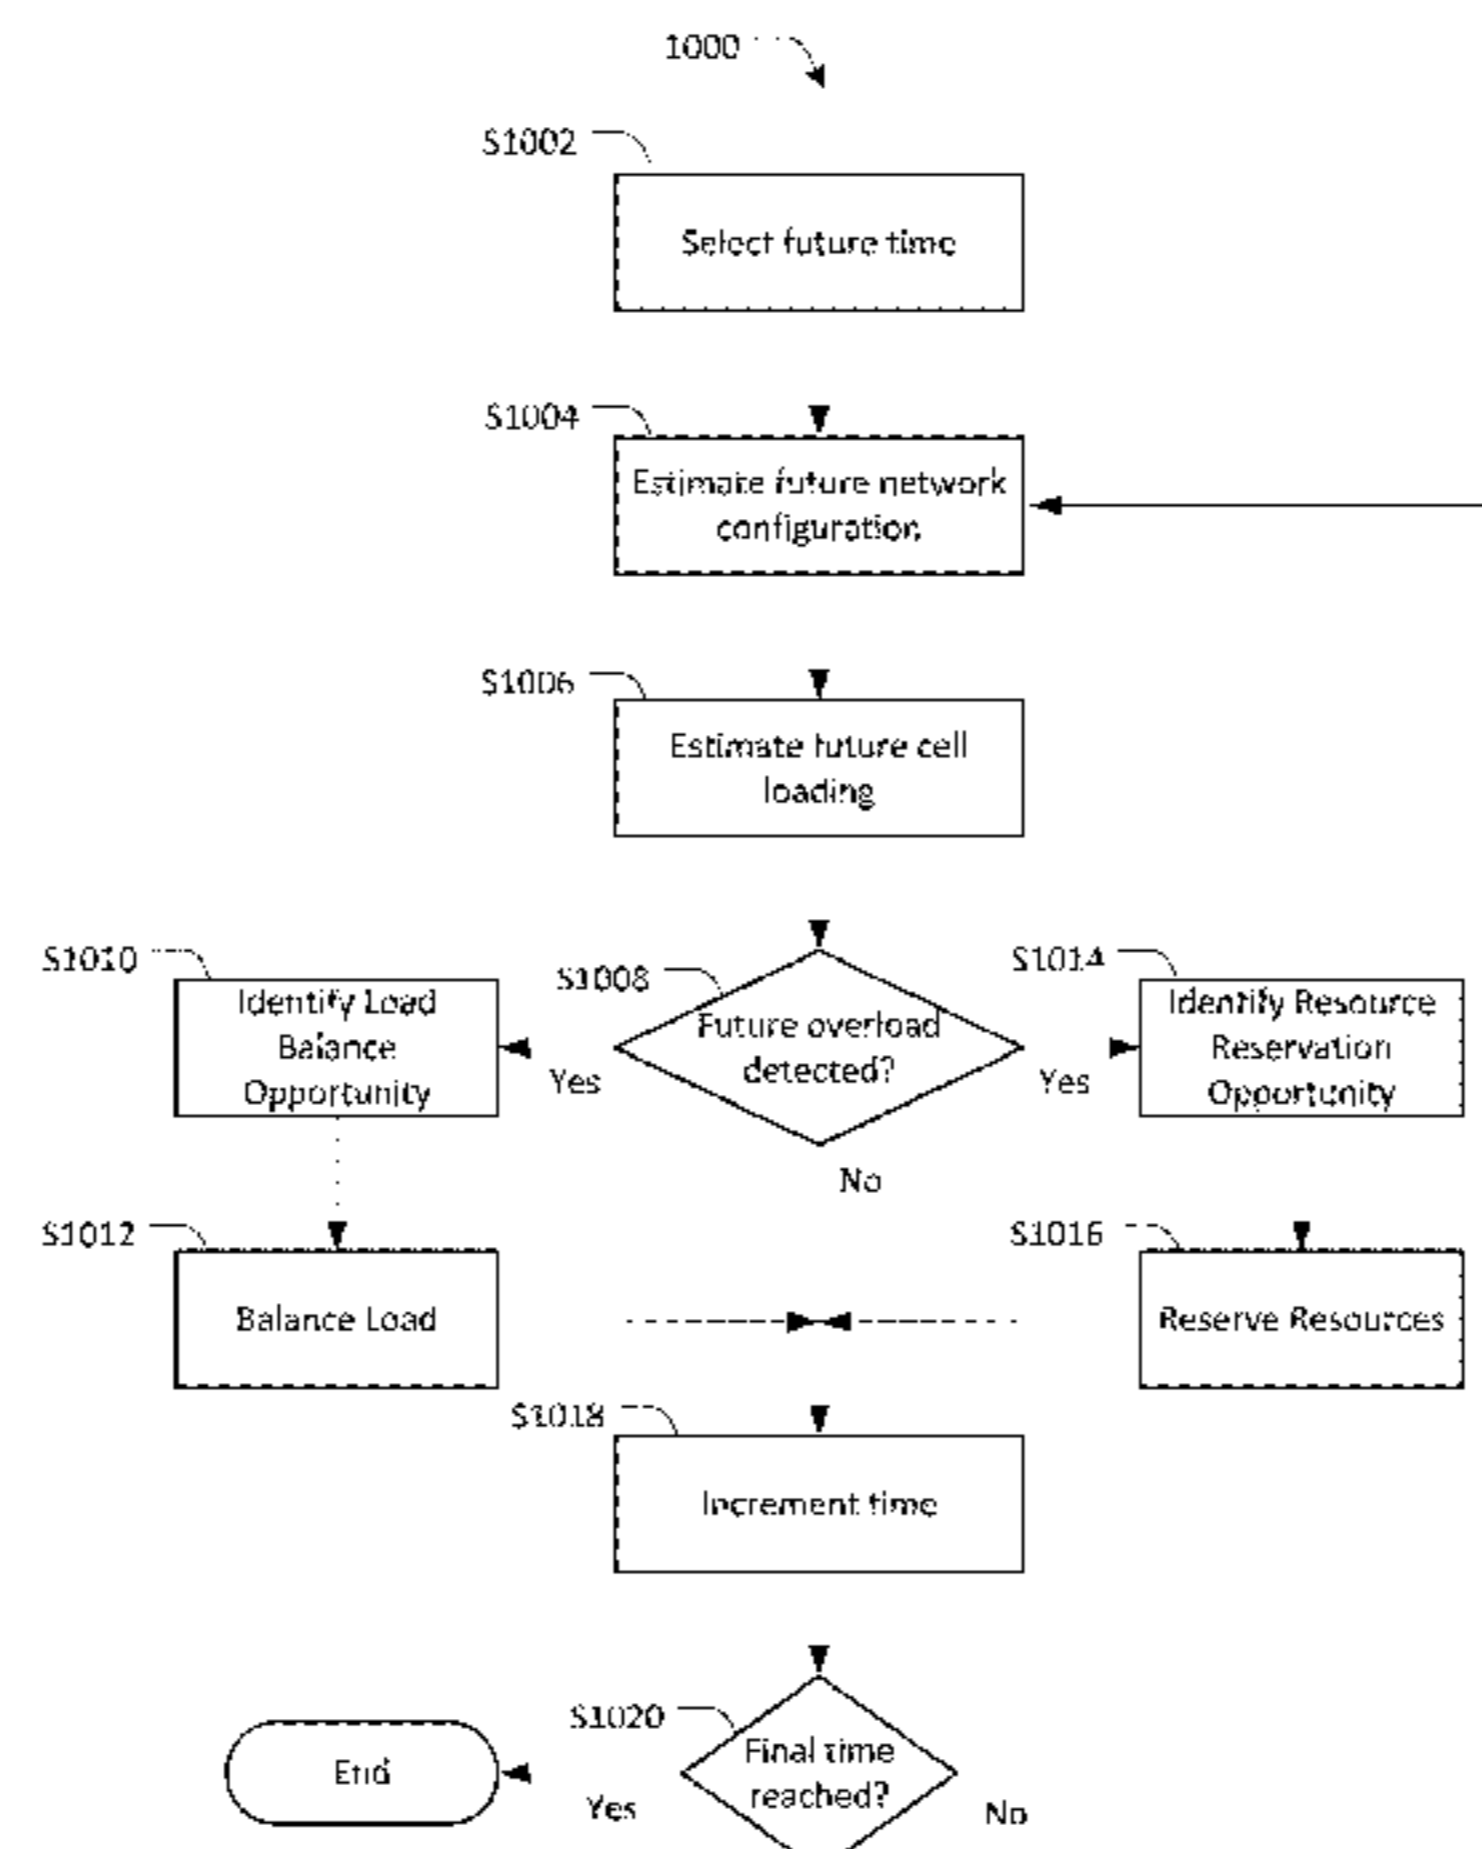 1000
S1002
Select future time
S1004
Estimate future network
configuration
S1006
Estimate future cell
loading
S1010
Identify Load
Balance
Opportunity
S1008
Future overload
detected?
Yes
Yes
No
S1014
Identify Resource
Reservation
Opportunity
S1012
Balance Load
S1016
Reserve Resources
S1018
Increment time
S1020
Final time
reached?
Yes
No
End